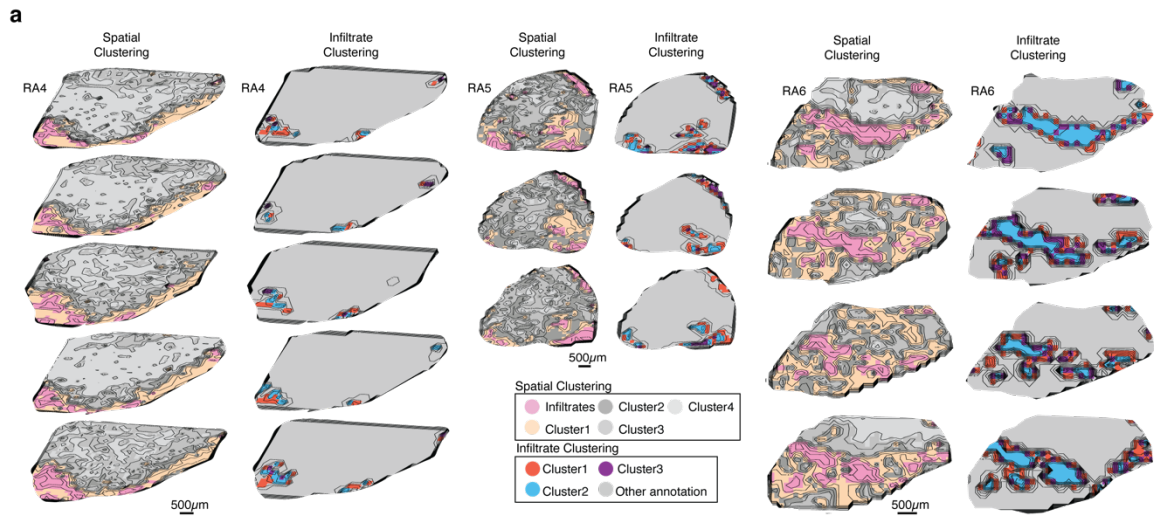 a
Spatial
Clustering
Infiltrate
Clustering
Spatial
Clustering
Infiltrate
Clustering
Spatial
Clustering
Infiltrate
Clustering
RA4
RA4
RA5
RA5
RA6
RA6
500µm
Spatial Clustering
Infiltrates
Cluster2
Cluster4
Cluster1
Cluster3
Infiltrate Clustering
Cluster1
Cluster3
Cluster2
Other annotation
500µm
500µm